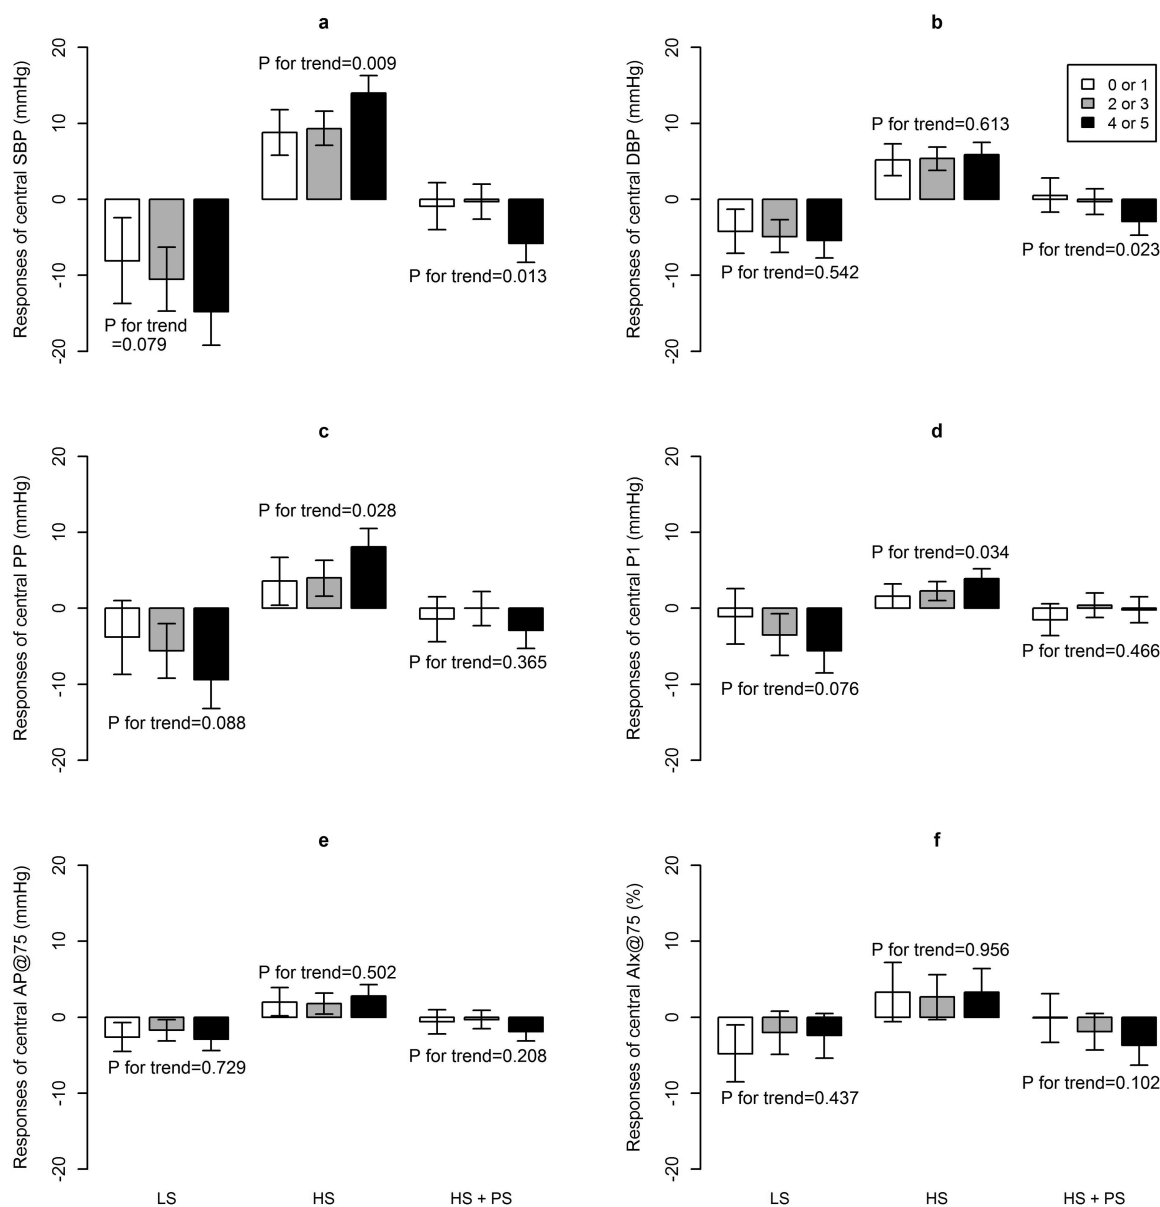 a
Responses of central SBP (mmHg)
20
10
0
-10
-20
P for trend=0.009
P for trend
=0.079
P for trend=0.013
b
Responses of central DBP (mmHg)
20
10
0
-10
-20
0 or 1
2 or 3
4 or 5
P for trend=0.613
P for trend=0.542
P for trend=0.023
c
Responses of central PP (mmHg)
20
10
0
-10
-20
P for trend=0.028
P for trend=0.088
P for trend=0.365
d
Responses of central P1 (mmHg)
20
10
0
-10
-20
P for trend=0.034
P for trend=0.076
P for trend=0.466
e
Responses of central AP@75 (mmHg)
20
10
0
-10
-20
P for trend=0.502
P for trend=0.729
P for trend=0.208
LS
HS
HS + PS
f
Responses of central AIx@75 (%)
20
10
0
-10
-20
P for trend=0.956
P for trend=0.437
P for trend=0.102
LS
HS
HS + PS